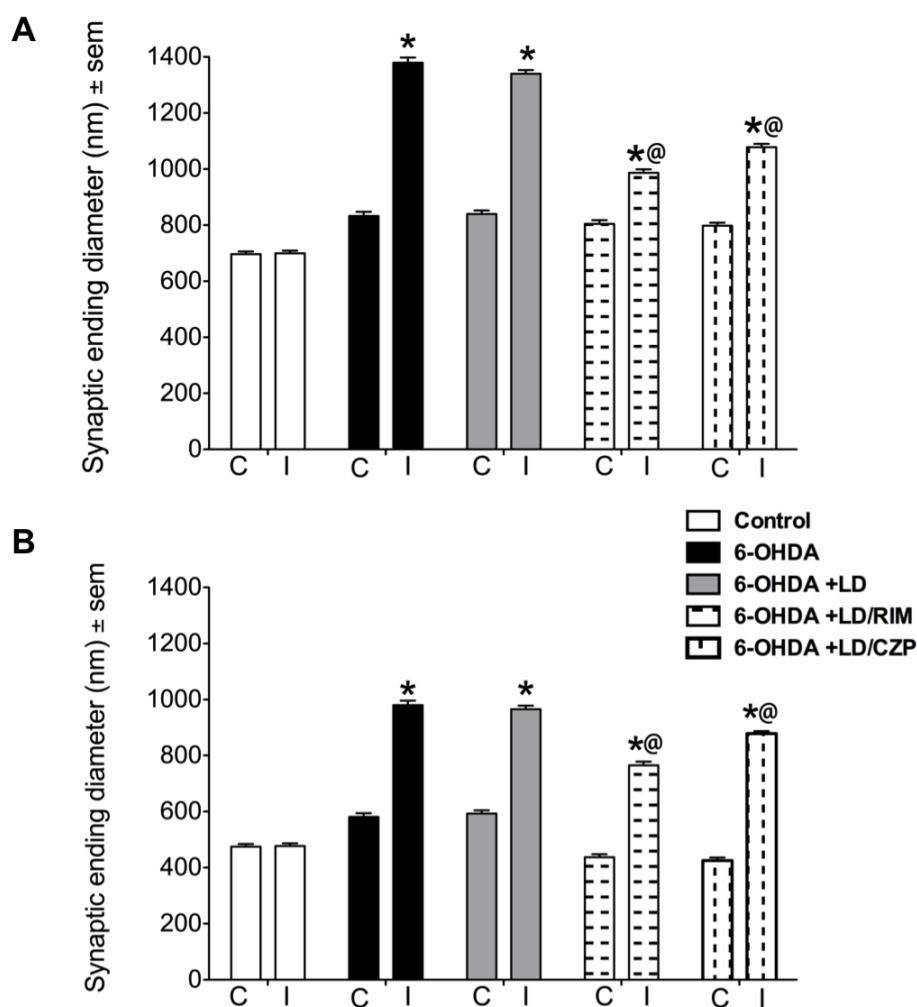 A
Synaptic ending diameter (nm) ± sem
1400
1200
1000
800
600
400
200
0
* * *@ *@
C I C I C I C I C I
Control
6-OHDA
6-OHDA +LD
6-OHDA +LD/RIM
6-OHDA +LD/CZP
B
Synaptic ending diameter (nm) ± sem
1400
1200
1000
800
600
400
200
0
* * *@ *@
C I C I C I C I C I